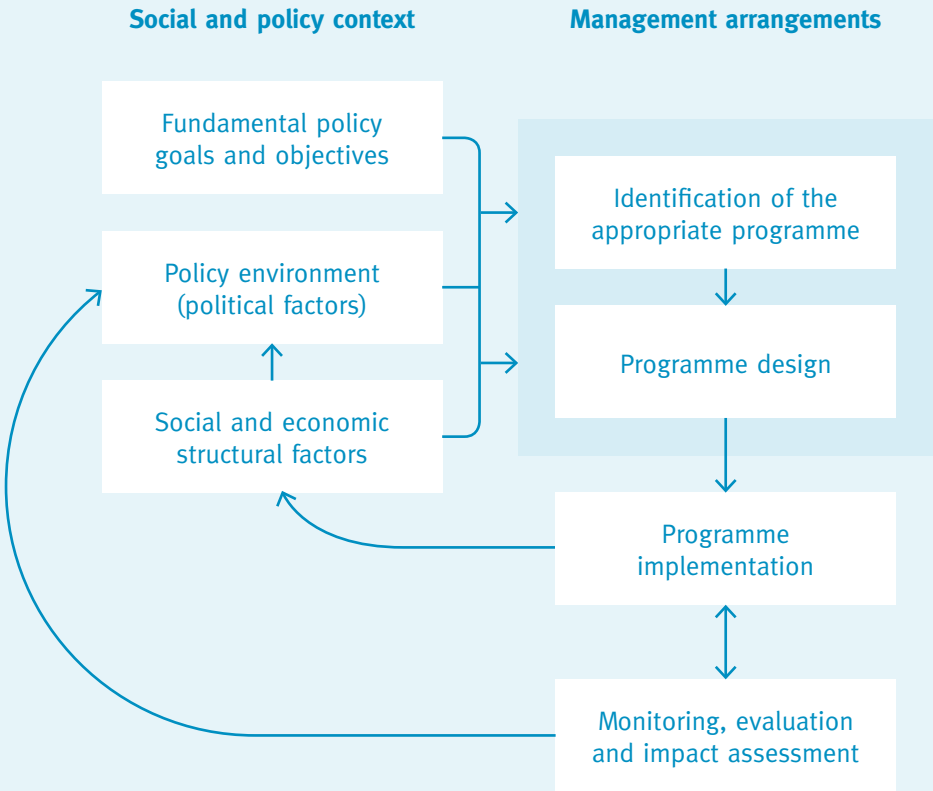 Social and policy context
Management arrangements
Fundamental policy
goals and objectives
Policy environment
(political factors)
Social and economic
structural factors
Identification of the
appropriate programme
Programme design
Programme
implementation
Monitoring, evaluation
and impact assessment